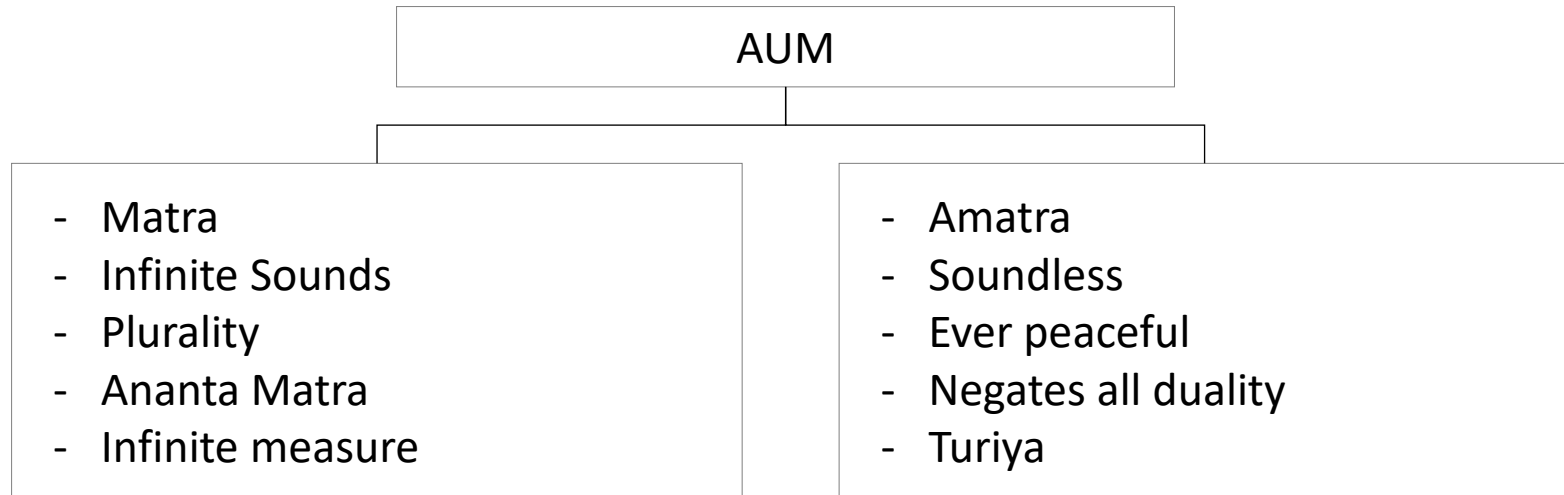 AUM
- Matra
- Infinite Sounds
- Plurality
- Ananta Matra
- Infinite measure
- Amatra
- Soundless
- Ever peaceful
- Negates all duality
- Turiya